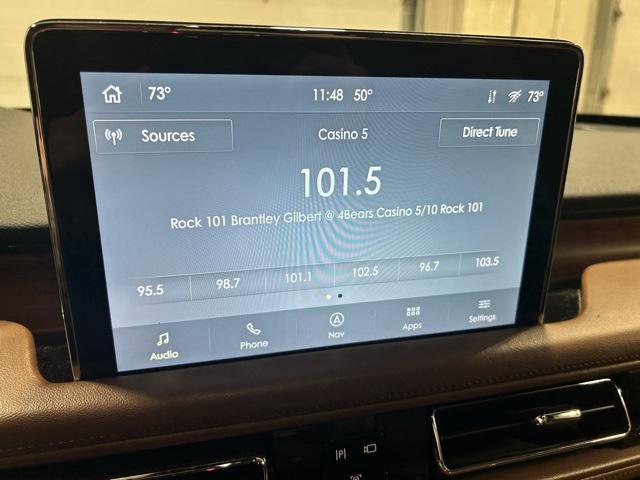 73° 11:48 50° 73°
Sources Casino 5 Direct Tune
101.5
Rock 101 Brantley Gilbert @ 4Bears Casino 5/10 Rock 101
95.5 98.7 101.1 102.5 96.7 103.5
Audio Phone Nav Apps Settings
P